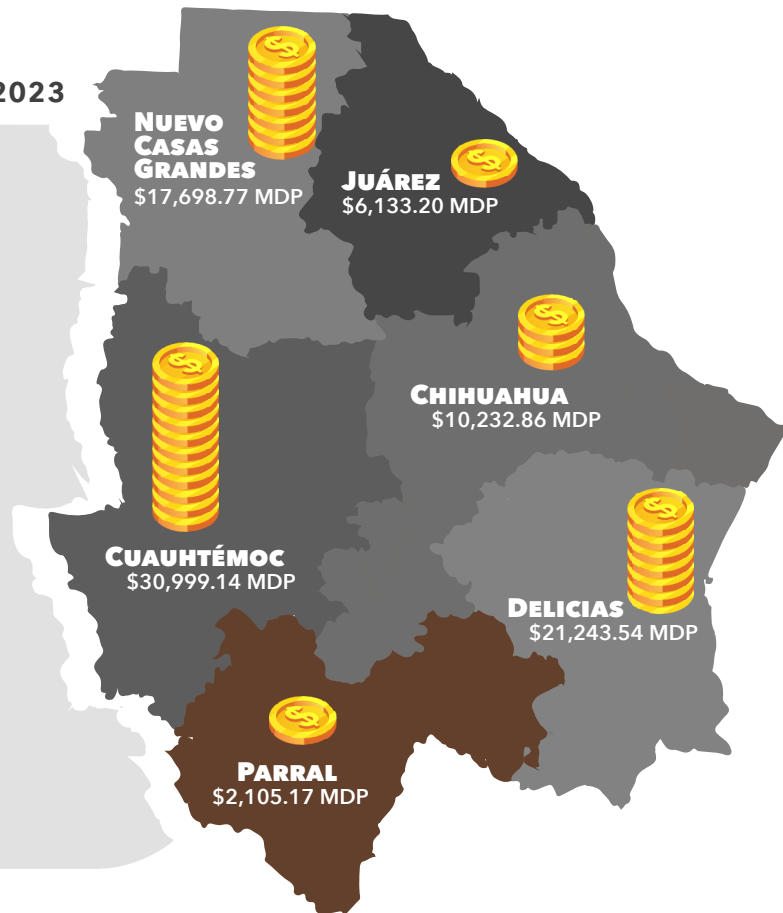 2023
NUEVO
CASAS
GRANDES
$17,698.77 MDP
JUÁREZ
$6,133.20 MDP
CHIHUAHUA
$10,232.86 MDP
CUAUHTÉMOC
$30,999.14 MDP
DELICIAS
$21,243.54 MDP
PARRAL
$2,105.17 MDP